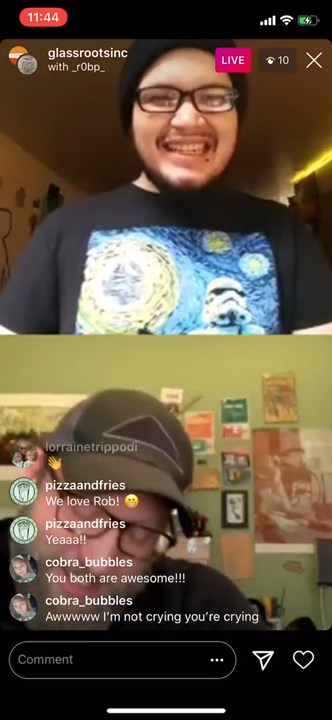 11:44
glassrootsinc
with _r0bp_
LIVE
10
lorrainetrippodi
👋
pizzaandfries
We love Rob! 😁
pizzaandfries
Yeaaa!!
cobra_bubbles
You both are awesome!!!
cobra_bubbles
Awwwww I’m not crying you’re crying
Comment